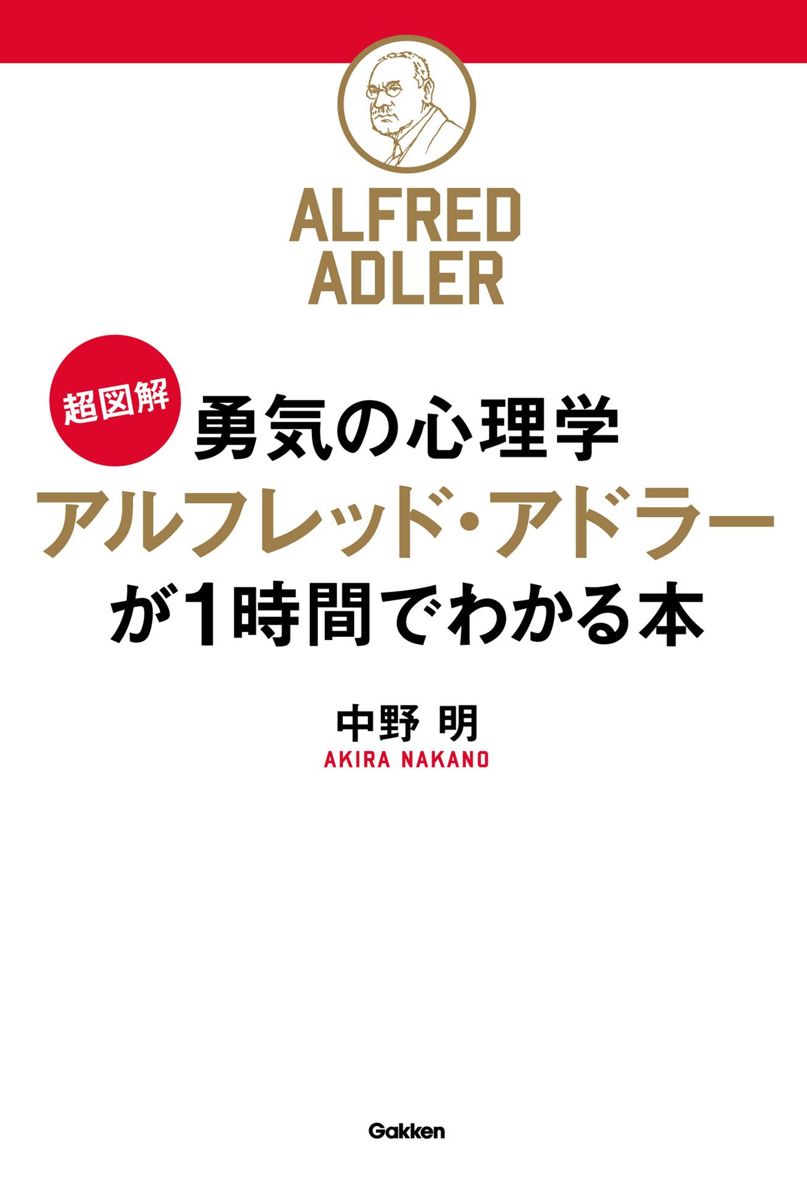 ALFRED
ADLER
超図解
勇気の心理学
アルフレッド・アドラー
が1時間でわかる本
中野 明
AKIRA NAKANO
Gakken